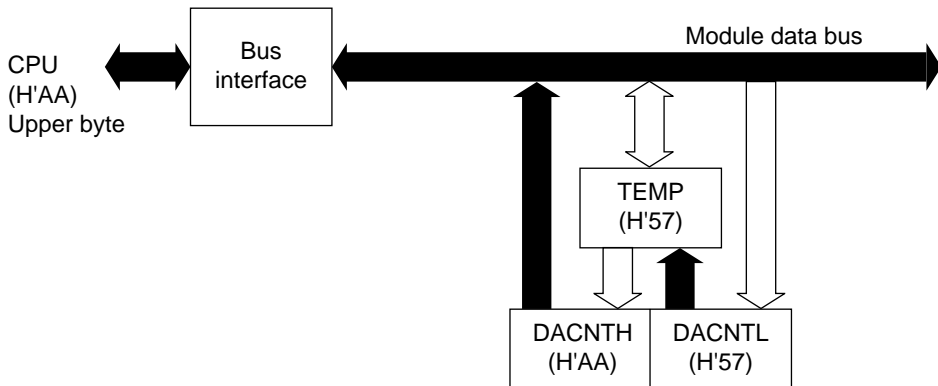 CPU
(H'AA)
Upper byte
Bus
interface
Module data bus
TEMP
(H'57)
DACNTH
(H'AA)
DACNTL
(H'57)